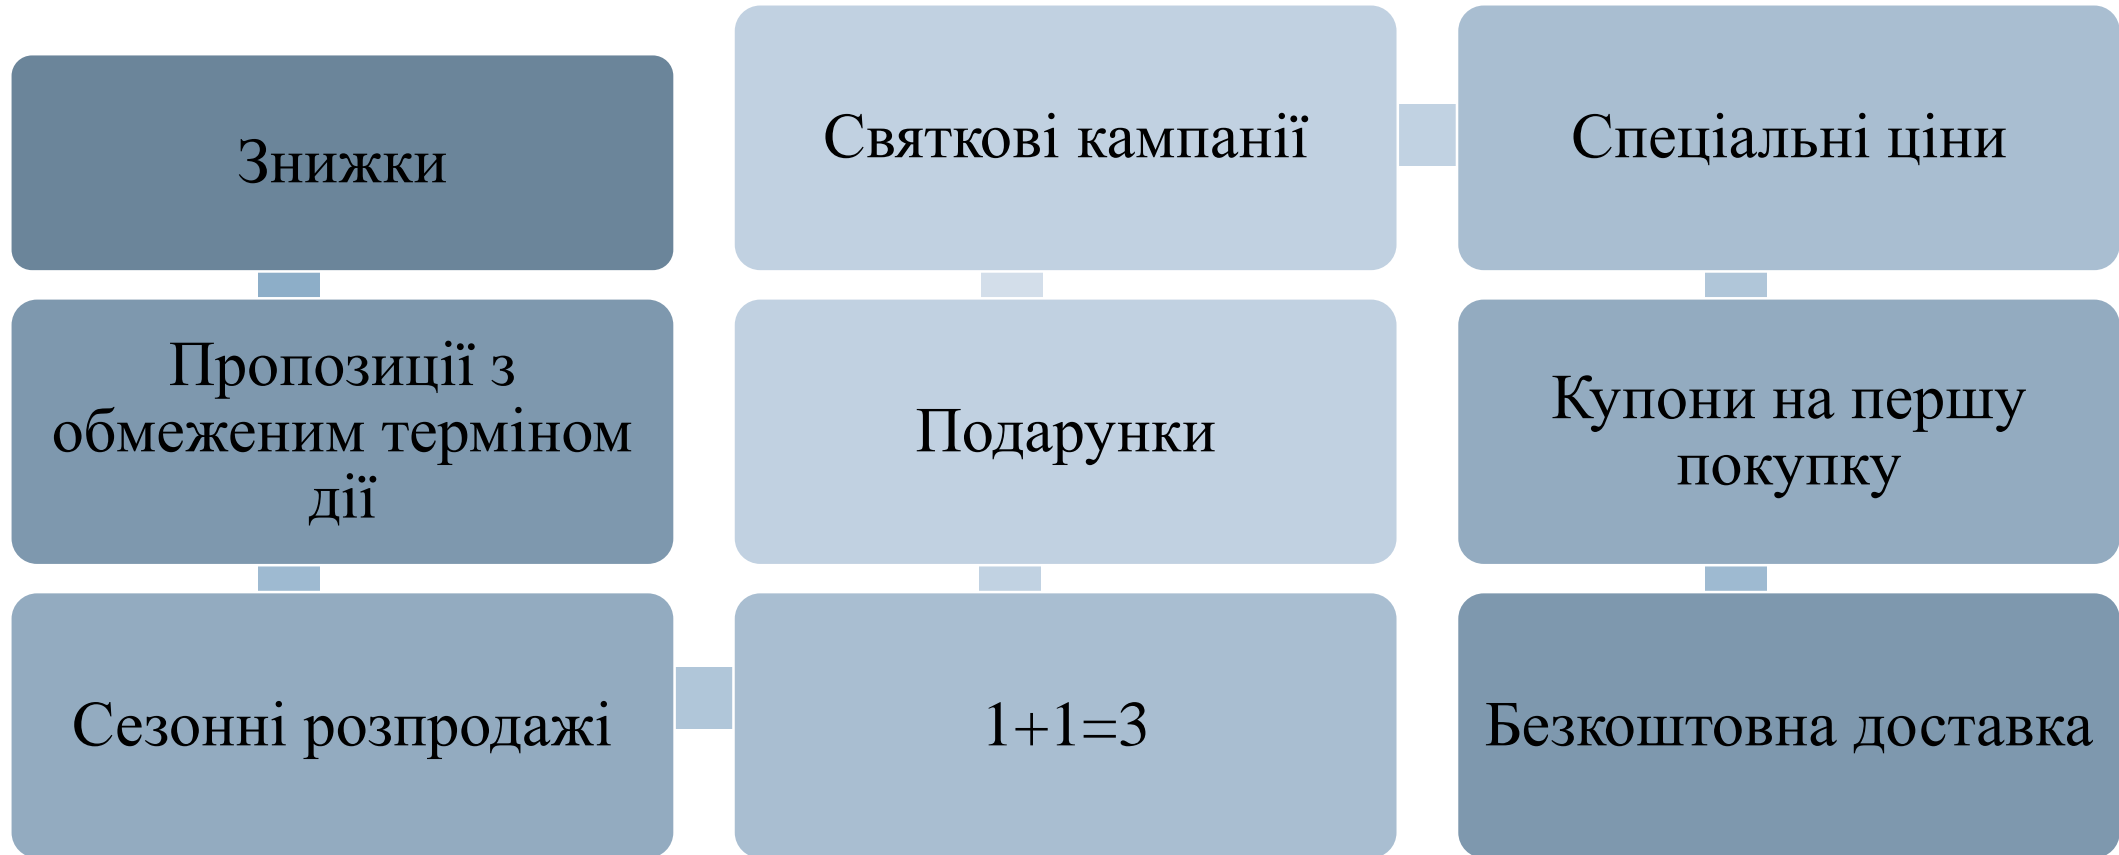 Знижки
Пропозиції з
обмеженим терміном
дії
Сезонні розпродажі
1+1=3
Подарунки
Святкові кампанії
Спеціальні ціни
Купони на першу
покупку
Безкоштовна доставка